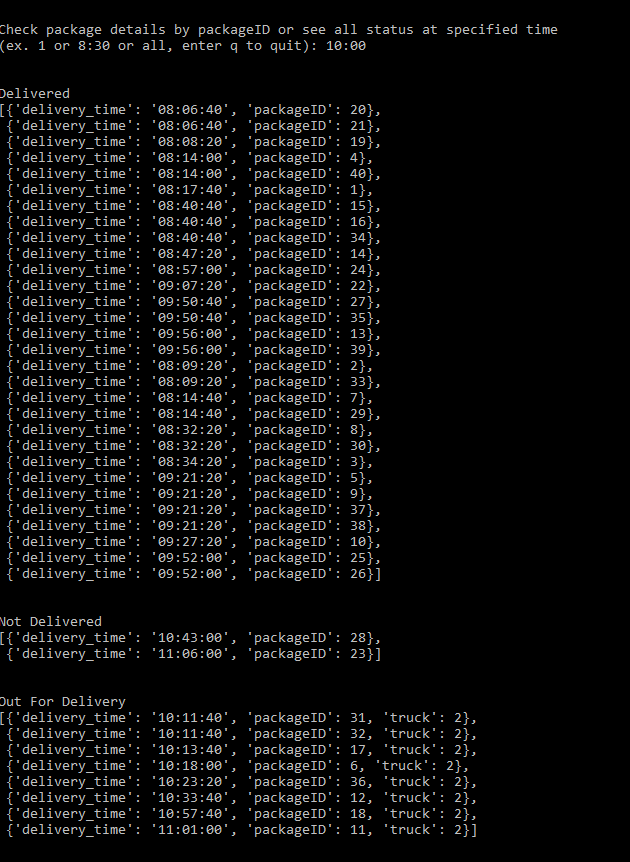 Check package details by packageID or see all status at specified time
(ex. 1 or 8:30 or all, enter q to quit): 10:00
Delivered
[{'delivery_time': '08:06:40', 'packageID': 20},
{'delivery_time': '08:06:40', 'packageID': 21},
{'delivery_time': '08:08:20', 'packageID': 19},
{'delivery_time': '08:14:00', 'packageID': 4},
{'delivery_time': '08:14:00', 'packageID': 40},
{'delivery_time': '08:17:40', 'packageID': 1},
{'delivery_time': '08:40:40', 'packageID': 15},
{'delivery_time': '08:40:40', 'packageID': 16},
{'delivery_time': '08:40:40', 'packageID': 34},
{'delivery_time': '08:47:20', 'packageID': 14},
{'delivery_time': '08:57:00', 'packageID': 24},
{'delivery_time': '09:07:20', 'packageID': 22},
{'delivery_time': '09:50:40', 'packageID': 27},
{'delivery_time': '09:50:40', 'packageID': 35},
{'delivery_time': '09:56:00', 'packageID': 13},
{'delivery_time': '09:56:00', 'packageID': 39},
{'delivery_time': '08:09:20', 'packageID': 2},
{'delivery_time': '08:09:20', 'packageID': 33},
{'delivery_time': '08:14:40', 'packageID': 7},
{'delivery_time': '08:14:40', 'packageID': 29},
{'delivery_time': '08:32:20', 'packageID': 8},
{'delivery_time': '08:32:20', 'packageID': 30},
{'delivery_time': '08:34:20', 'packageID': 3},
{'delivery_time': '09:21:20', 'packageID': 5},
{'delivery_time': '09:21:20', 'packageID': 9},
{'delivery_time': '09:21:20', 'packageID': 37},
{'delivery_time': '09:21:20', 'packageID': 38},
{'delivery_time': '09:27:20', 'packageID': 10},
{'delivery_time': '09:52:00', 'packageID': 25},
{'delivery_time': '09:52:00', 'packageID': 26}]
Not Delivered
[{'delivery_time': '10:43:00', 'packageID': 28},
{'delivery_time': '11:06:00', 'packageID': 23}]
Out For Delivery
[{'delivery_time': '10:11:40', 'packageID': 31, 'truck': 2},
{'delivery_time': '10:11:40', 'packageID': 32, 'truck': 2},
{'delivery_time': '10:13:40', 'packageID': 17, 'truck': 2},
{'delivery_time': '10:18:00', 'packageID': 6, 'truck': 2},
{'delivery_time': '10:23:20', 'packageID': 36, 'truck': 2},
{'delivery_time': '10:33:40', 'packageID': 12, 'truck': 2},
{'delivery_time': '10:57:40', 'packageID': 18, 'truck': 2},
{'delivery_time': '11:01:00', 'packageID': 11, 'truck': 2}]